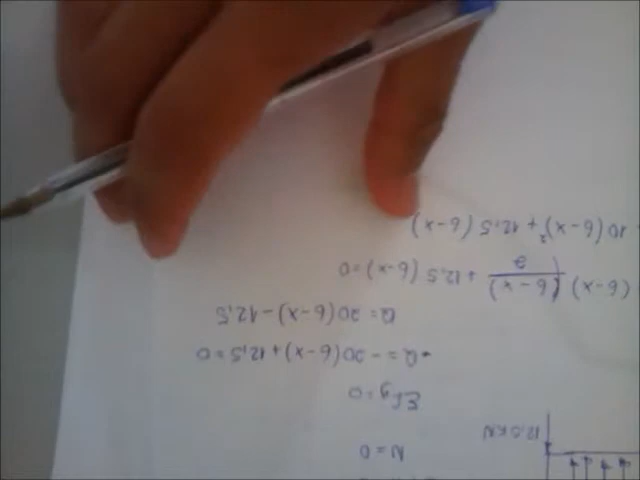 12,5 KN
N = 0
Σfy = 0
-Q = - 20 (6-x) + 12,5 = 0
Q = 20 (6-x) - 12,5
(6-x) (6-x)/2 + 12,5 (6-x) = 0
10 (6-x)² + 12,5 (6-x)